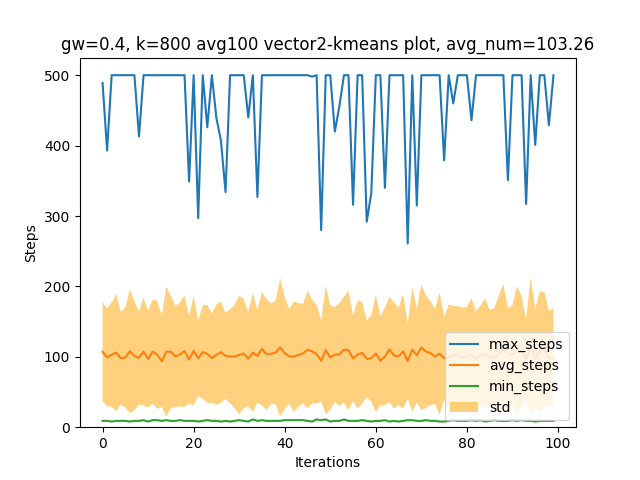 gw=0.4, k=800 avg100 vector2-kmeans plot, avg_num=103.26
500
400
300
200
100
0
Steps
max_steps
avg_steps
min_steps
std
0 20 40 60 80 100
Iterations